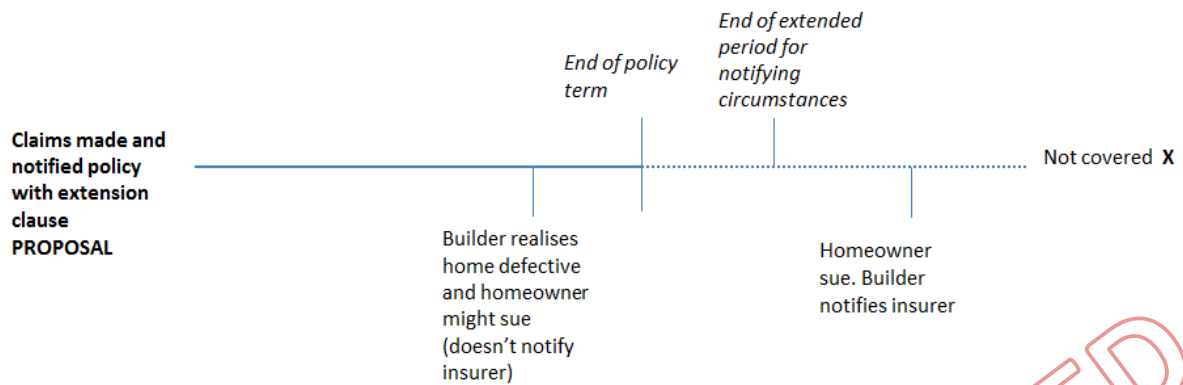 End of extended
period for
notifying
circumstances
End of policy
term
Claims made and
notified policy
with extension
clause
PROPOSAL
Not covered X
Builder realises
home defective
and homeowner
might sue
(doesn't notify
insurer)
Homeowner
sue. Builder
notifies insurer